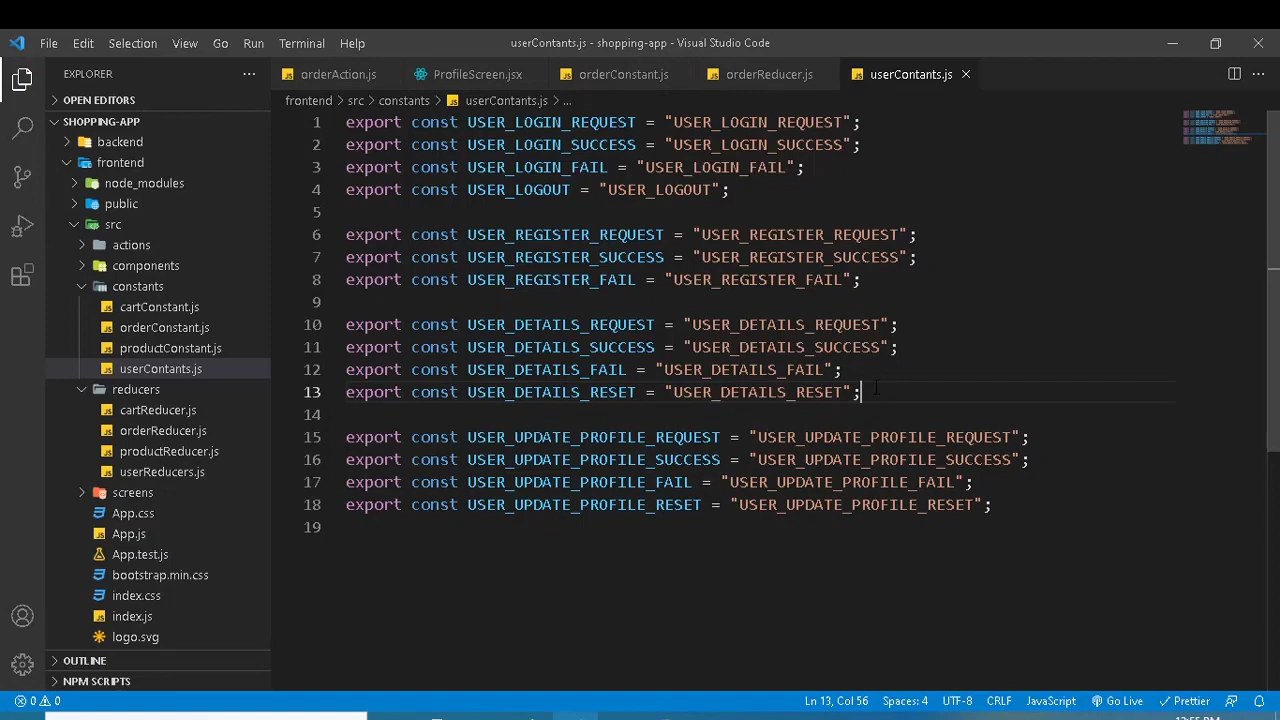 File Edit Selection View Go Run Terminal Help userContants.js - shopping-app - Visual Studio Code
EXPLORER
orderAction.js ProfileScreen.jsx orderConstant.js orderReducer.js userContants.js
OPEN EDITORS
frontend > src > constants > userContants.js > ...
SHOPPING-APP
backend
frontend
node_modules
public
src
actions
components
constants
cartConstant.js
orderConstant.js
productConstant.js
userContants.js
reducers
cartReducer.js
orderReducer.js
productReducer.js
userReducers.js
screens
App.css
App.js
App.test.js
bootstrap.min.css
index.css
index.js
logo.svg
OUTLINE
NPM SCRIPTS
1 export const USER_LOGIN_REQUEST = "USER_LOGIN_REQUEST";
2 export const USER_LOGIN_SUCCESS = "USER_LOGIN_SUCCESS";
3 export const USER_LOGIN_FAIL = "USER_LOGIN_FAIL";
4 export const USER_LOGOUT = "USER_LOGOUT";
5
6 export const USER_REGISTER_REQUEST = "USER_REGISTER_REQUEST";
7 export const USER_REGISTER_SUCCESS = "USER_REGISTER_SUCCESS";
8 export const USER_REGISTER_FAIL = "USER_REGISTER_FAIL";
9
10 export const USER_DETAILS_REQUEST = "USER_DETAILS_REQUEST";
11 export const USER_DETAILS_SUCCESS = "USER_DETAILS_SUCCESS";
12 export const USER_DETAILS_FAIL = "USER_DETAILS_FAIL";
13 export const USER_DETAILS_RESET = "USER_DETAILS_RESET";
14
15 export const USER_UPDATE_PROFILE_REQUEST = "USER_UPDATE_PROFILE_REQUEST";
16 export const USER_UPDATE_PROFILE_SUCCESS = "USER_UPDATE_PROFILE_SUCCESS";
17 export const USER_UPDATE_PROFILE_FAIL = "USER_UPDATE_PROFILE_FAIL";
18 export const USER_UPDATE_PROFILE_RESET = "USER_UPDATE_PROFILE_RESET";
19
0 0 Ln 13, Col 56 Spaces: 4 UTF-8 CRLF JavaScript Go Live Prettier